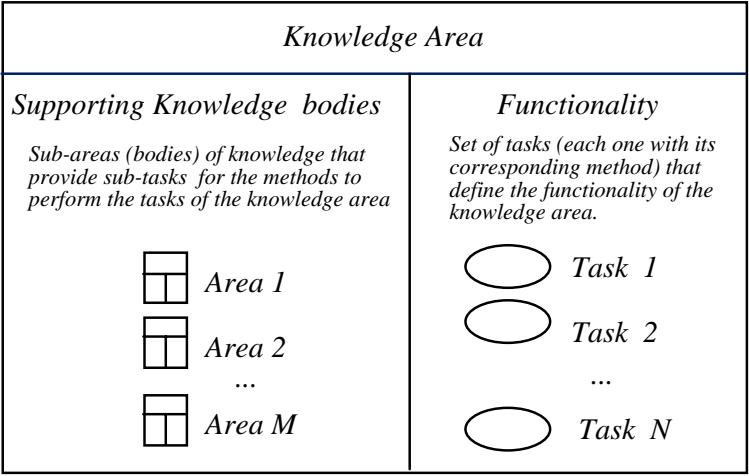 Knowledge Area
Supporting Knowledge bodies
Sub-areas (bodies) of knowledge that
provide sub-tasks for the methods to
perform the tasks of the knowledge area
Area 1
Area 2
...
Area M
Functionality
Set of tasks (each one with its
corresponding method) that
define the functionality of the
knowledge area.
Task 1
Task 2
...
Task N